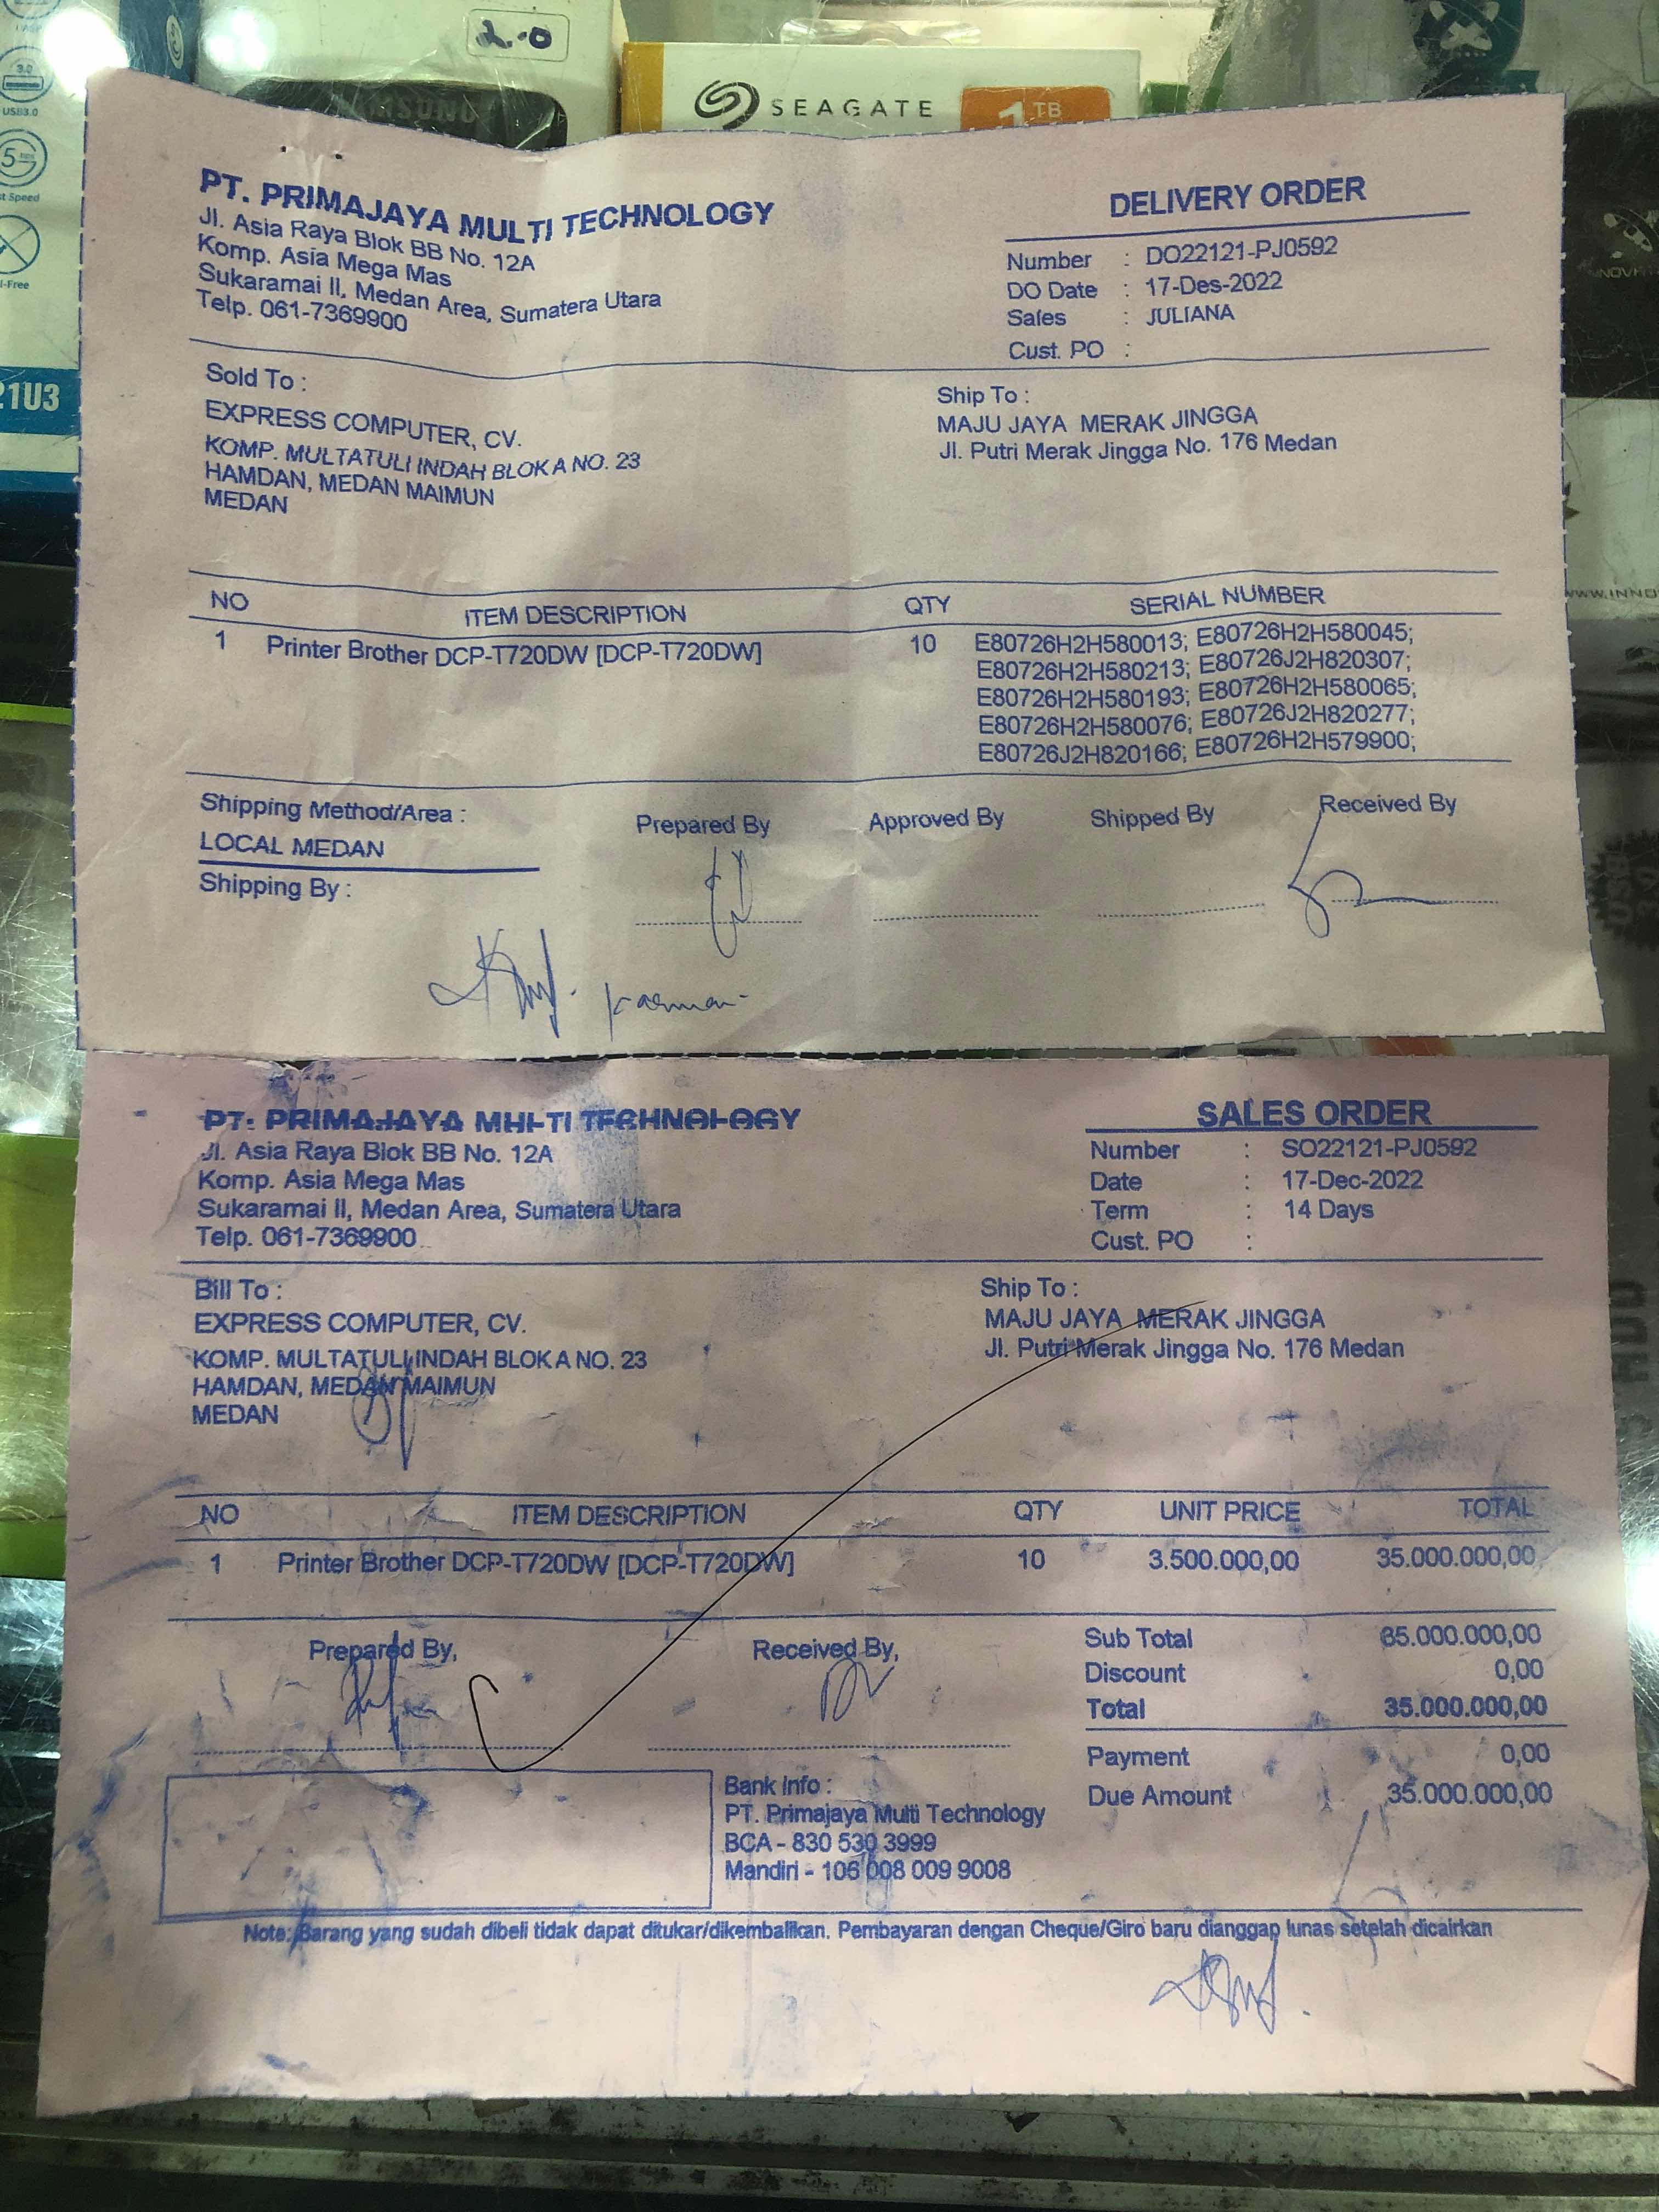 2.0
SAMSUNG
SEAGATE
1 TB
3.0
USB3.0
5
21U3
PT. PRIMAJAYA MULTI TECHNOLOGY
Jl. Asia Raya Blok BB No. 12A
Komp. Asia Mega Mas
Sukaramai II, Medan Area, Sumatera Utara
Telp. 061-7369900
DELIVERY ORDER
Number : DO22121-PJ0592
DO Date : 17-Des-2022
Sales : JULIANA
Cust. PO :
Sold To :
EXPRESS COMPUTER, CV.
KOMP. MULTATULI INDAH BLOK A NO. 23
HAMDAN, MEDAN MAIMUN
MEDAN
Ship To :
MAJU JAYA MERAK JINGGA
Jl. Putri Merak Jingga No. 176 Medan
NO ITEM DESCRIPTION QTY SERIAL NUMBER
1 Printer Brother DCP-T720DW [DCP-T720DW] 10 E80726H2H580013; E80726H2H580045;
E80726H2H580213; E80726J2H820307;
E80726H2H580193; E80726H2H580065;
E80726H2H580076; E80726J2H820277;
E80726J2H820166; E80726H2H579900;
Shipping Method/Area :
LOCAL MEDAN
Shipping By :
Prepared By Approved By Shipped By Received By
Karman
PT. PRIMAJAYA MULTI TECHNOLOGY
Jl. Asia Raya Blok BB No. 12A
Komp. Asia Mega Mas
Sukaramai II, Medan Area, Sumatera Utara
Telp. 061-7369900
SALES ORDER
Number : SO22121-PJ0592
Date : 17-Dec-2022
Term : 14 Days
Cust. PO :
Bill To :
EXPRESS COMPUTER, CV.
KOMP. MULTATULI INDAH BLOK A NO. 23
HAMDAN, MEDAN MAIMUN
MEDAN
Ship To :
MAJU JAYA MERAK JINGGA
Jl. Putri Merak Jingga No. 176 Medan
NO ITEM DESCRIPTION QTY UNIT PRICE TOTAL
1 Printer Brother DCP-T720DW [DCP-T720DW] 10 3.500.000,00 35.000.000,00
Prepared By, Received By,
Sub Total 35.000.000,00
Discount 0,00
Total 35.000.000,00
Payment 0,00
Due Amount 35.000.000,00
Bank Info :
PT. Primajaya Multi Technology
BCA - 830 530 3999
Mandiri - 106 008 009 9008
Note: Barang yang sudah dibeli tidak dapat ditukar/dikembalikan. Pembayaran dengan Cheque/Giro baru dianggap lunas setelah dicairkan